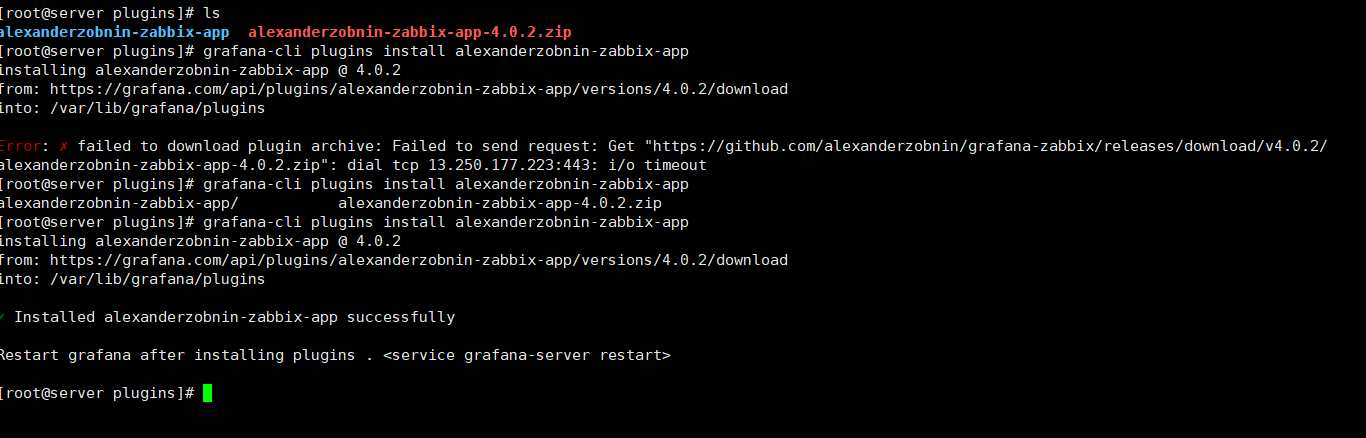 [root@server plugins]# ls
alexanderzobnin-zabbix-app  alexanderzobnin-zabbix-app-4.0.2.zip
[root@server plugins]# grafana-cli plugins install alexanderzobnin-zabbix-app
installing alexanderzobnin-zabbix-app @ 4.0.2
from: https://grafana.com/api/plugins/alexanderzobnin-zabbix-app/versions/4.0.2/download
into: /var/lib/grafana/plugins
Error: ✗ failed to download plugin archive: Failed to send request: Get "https://github.com/alexanderzobnin/grafana-zabbix/releases/download/v4.0.2/
alexanderzobnin-zabbix-app-4.0.2.zip": dial tcp 13.250.177.223:443: i/o timeout
[root@server plugins]# grafana-cli plugins install alexanderzobnin-zabbix-app
alexanderzobnin-zabbix-app/           alexanderzobnin-zabbix-app-4.0.2.zip
[root@server plugins]# grafana-cli plugins install alexanderzobnin-zabbix-app
installing alexanderzobnin-zabbix-app @ 4.0.2
from: https://grafana.com/api/plugins/alexanderzobnin-zabbix-app/versions/4.0.2/download
into: /var/lib/grafana/plugins
✔ Installed alexanderzobnin-zabbix-app successfully
Restart grafana after installing plugins . <service grafana-server restart>
[root@server plugins]#